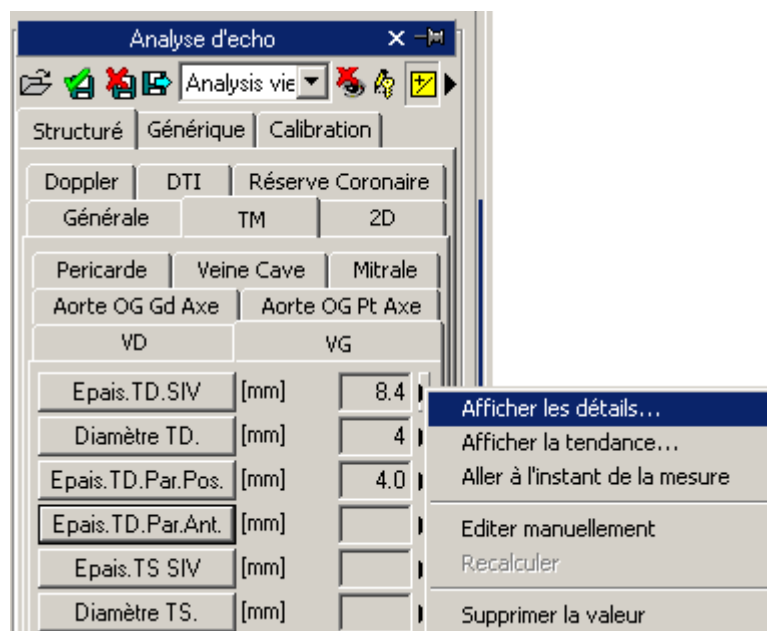 Analyse d'echo
Analysis vie
Structuré Générique Calibration
Doppler DTI Réserve Coronaire
Générale TM 2D
Pericarde Veine Cave Mitrale
Aorte OG Gd Axe Aorte OG Pt Axe
VD VG
Epais.TD.SIV [mm] 8.4
Diamètre TD. [mm] 4
Epais.TD.Par.Pos. [mm] 4.0
Epais.TD.Par.Ant. [mm]
Epais.TS SIV [mm]
Diamètre TS. [mm]
Afficher les détails...
Afficher la tendance...
Aller à l'instant de la mesure
Editer manuellement
Recalculer
Supprimer la valeur